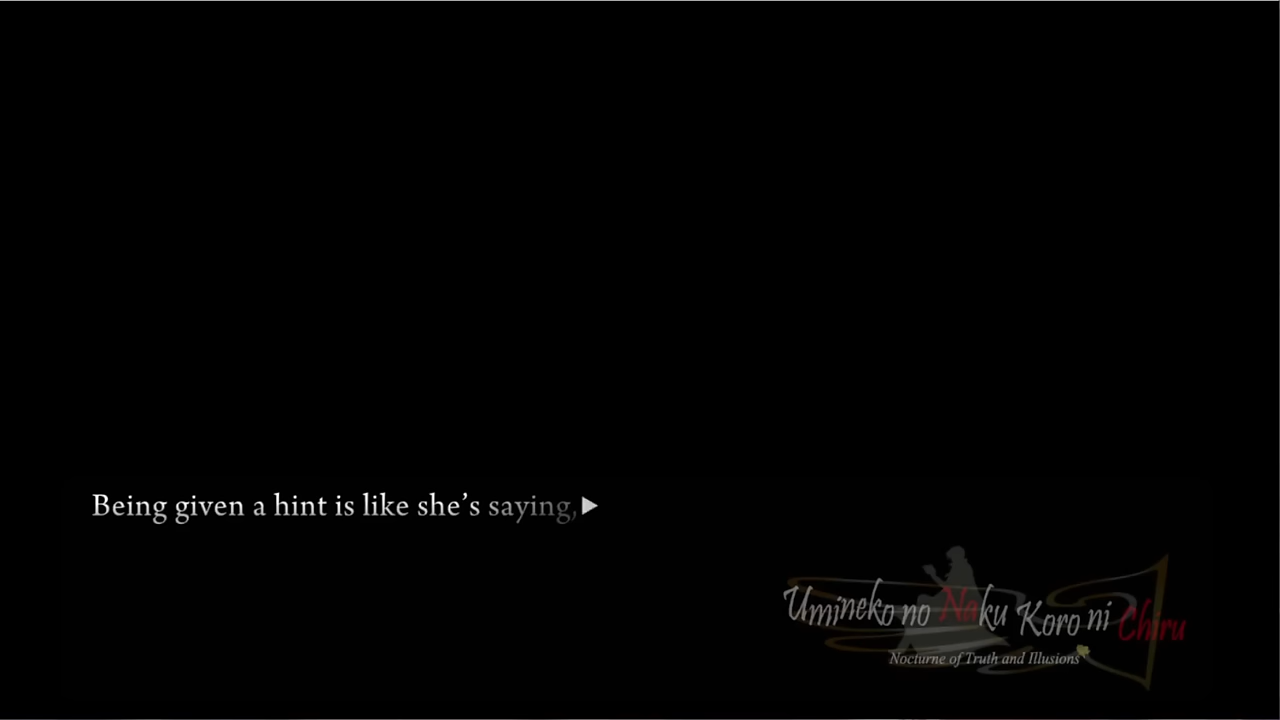 Being given a hint is like she’s saying,
Umineko no Naku Koro ni Chiru
Nocturne of Truth and Illusions